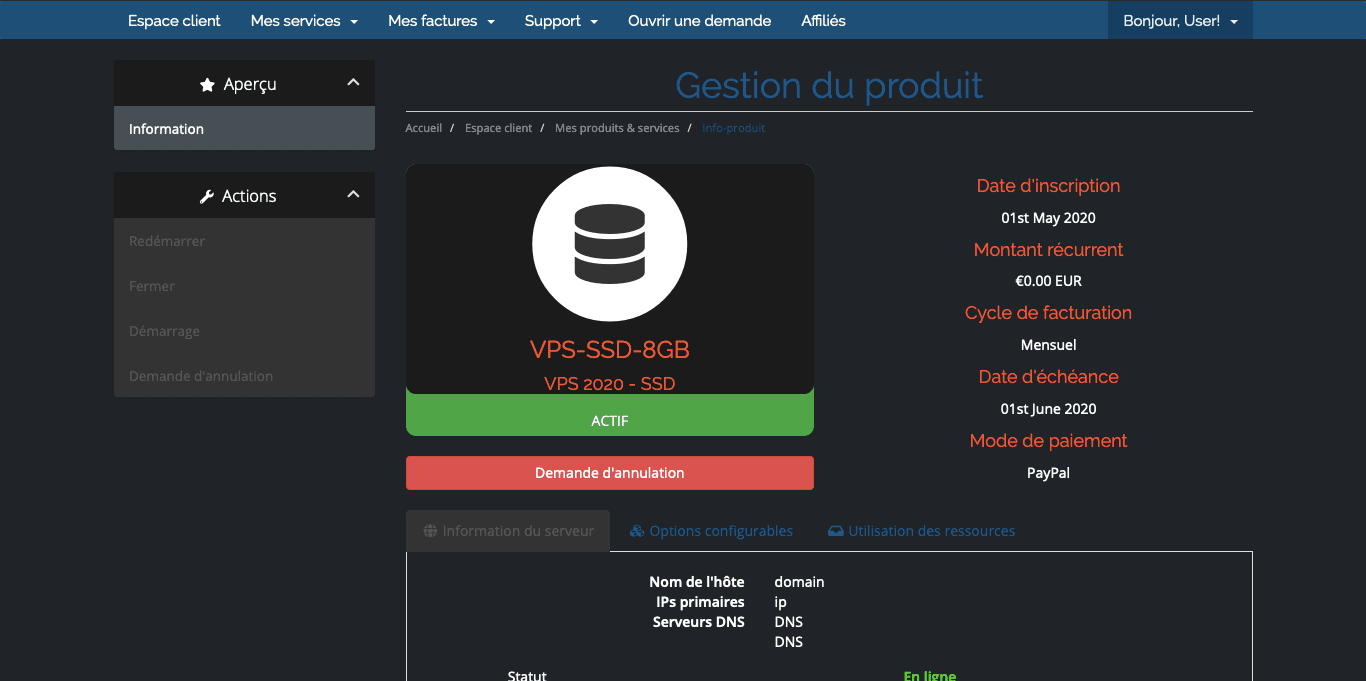 Espace client Mes services Mes factures Support Ouvrir une demande Affiliés Bonjour, User!
Aperçu
Information
Actions
Redémarrer
Fermer
Démarrage
Demande d'annulation
Gestion du produit
Accueil / Espace client / Mes produits & services / Info-produit
VPS-SSD-8GB
VPS 2020 - SSD
ACTIF
Demande d'annulation
Date d'inscription
01st May 2020
Montant récurrent
€0.00 EUR
Cycle de facturation
Mensuel
Date d'échéance
01st June 2020
Mode de paiement
PayPal
Information du serveur Options configurables Utilisation des ressources
Nom de l'hôte domain
IPs primaires ip
Serveurs DNS DNS
DNS
Statut En ligne